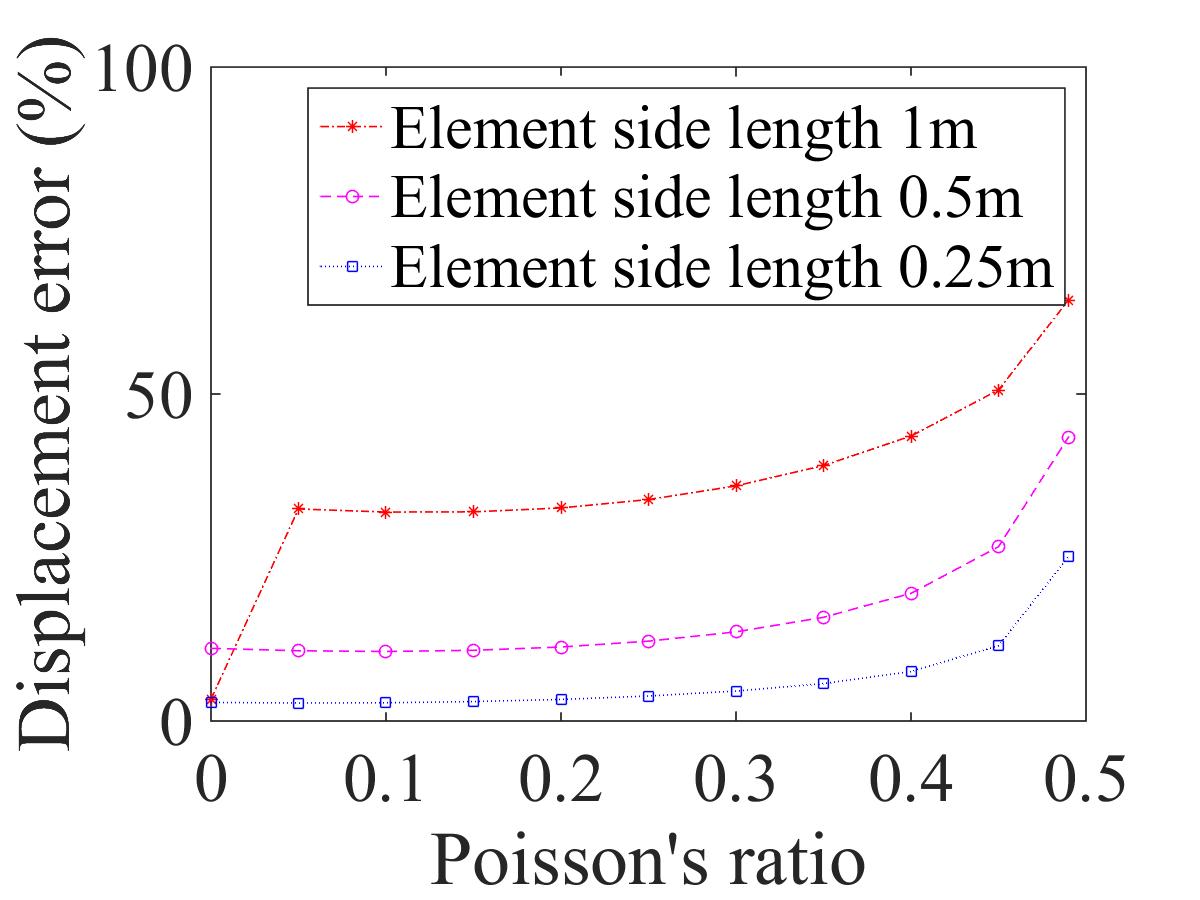 Displacement error (%)
100
50
0
Element side length 1m
Element side length 0.5m
Element side length 0.25m
0 0.1 0.2 0.3 0.4 0.5
Poisson's ratio